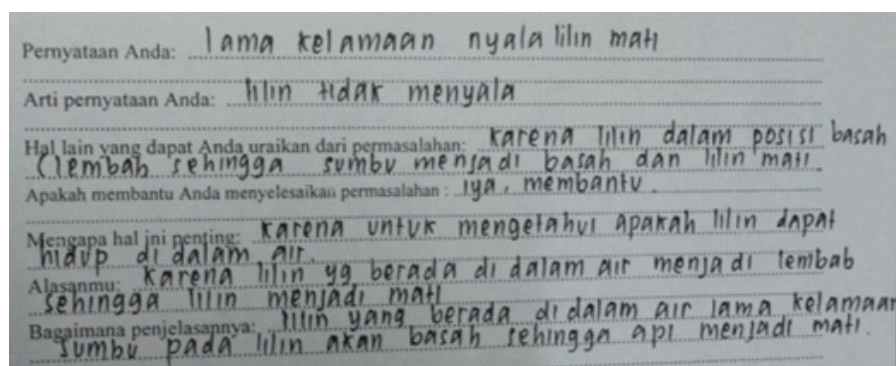 Pernyataan Anda: lama kelamaan nyala lilin mati
Arti pernyataan Anda: lilin tidak menyala
Hal lain yang dapat Anda uraikan dari permasalahan: karena lilin dalam posisi basah
(lembab sehingga sumbu menjadi basah dan lilin mati
Apakah membantu Anda menyelesaikan permasalahan : iya, membantu.
Mengapa hal ini penting: karena untuk mengetahui apakah lilin dapat
hidup di dalam air.
Alasanmu: karena lilin yg berada di dalam air menjadi lembab
sehingga lilin menjadi mati
Bagaimana penjelasannya: lilin yang berada di dalam air lama kelamaan
sumbu pada lilin akan basah sehingga api menjadi mati.